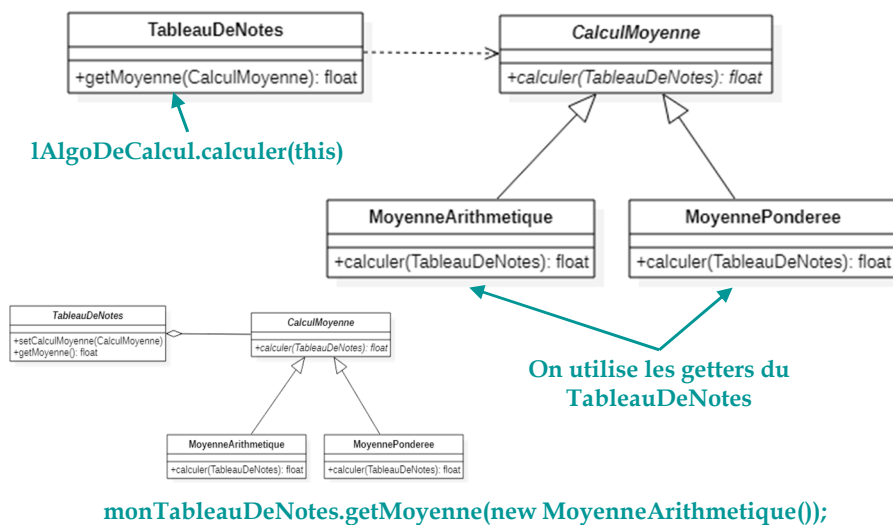 TableauDeNotes
+getMoyenne(CalculMoyenne): float
CalculMoyenne
+calculer(TableauDeNotes): float
lAlgoDeCalcul.calculer(this)
MoyenneArithmetique
+calculer(TableauDeNotes): float
MoyennePonderee
+calculer(TableauDeNotes): float
TableauDeNotes
+setCalculMoyenne(CalculMoyenne)
+getMoyenne(): float
CalculMoyenne
+calculer(TableauDeNotes): float
MoyenneArithmetique
+calculer(TableauDeNotes): float
MoyennePonderee
+calculer(TableauDeNotes): float
On utilise les getters du
TableauDeNotes
monTableauDeNotes.getMoyenne(new MoyenneArithmetique());